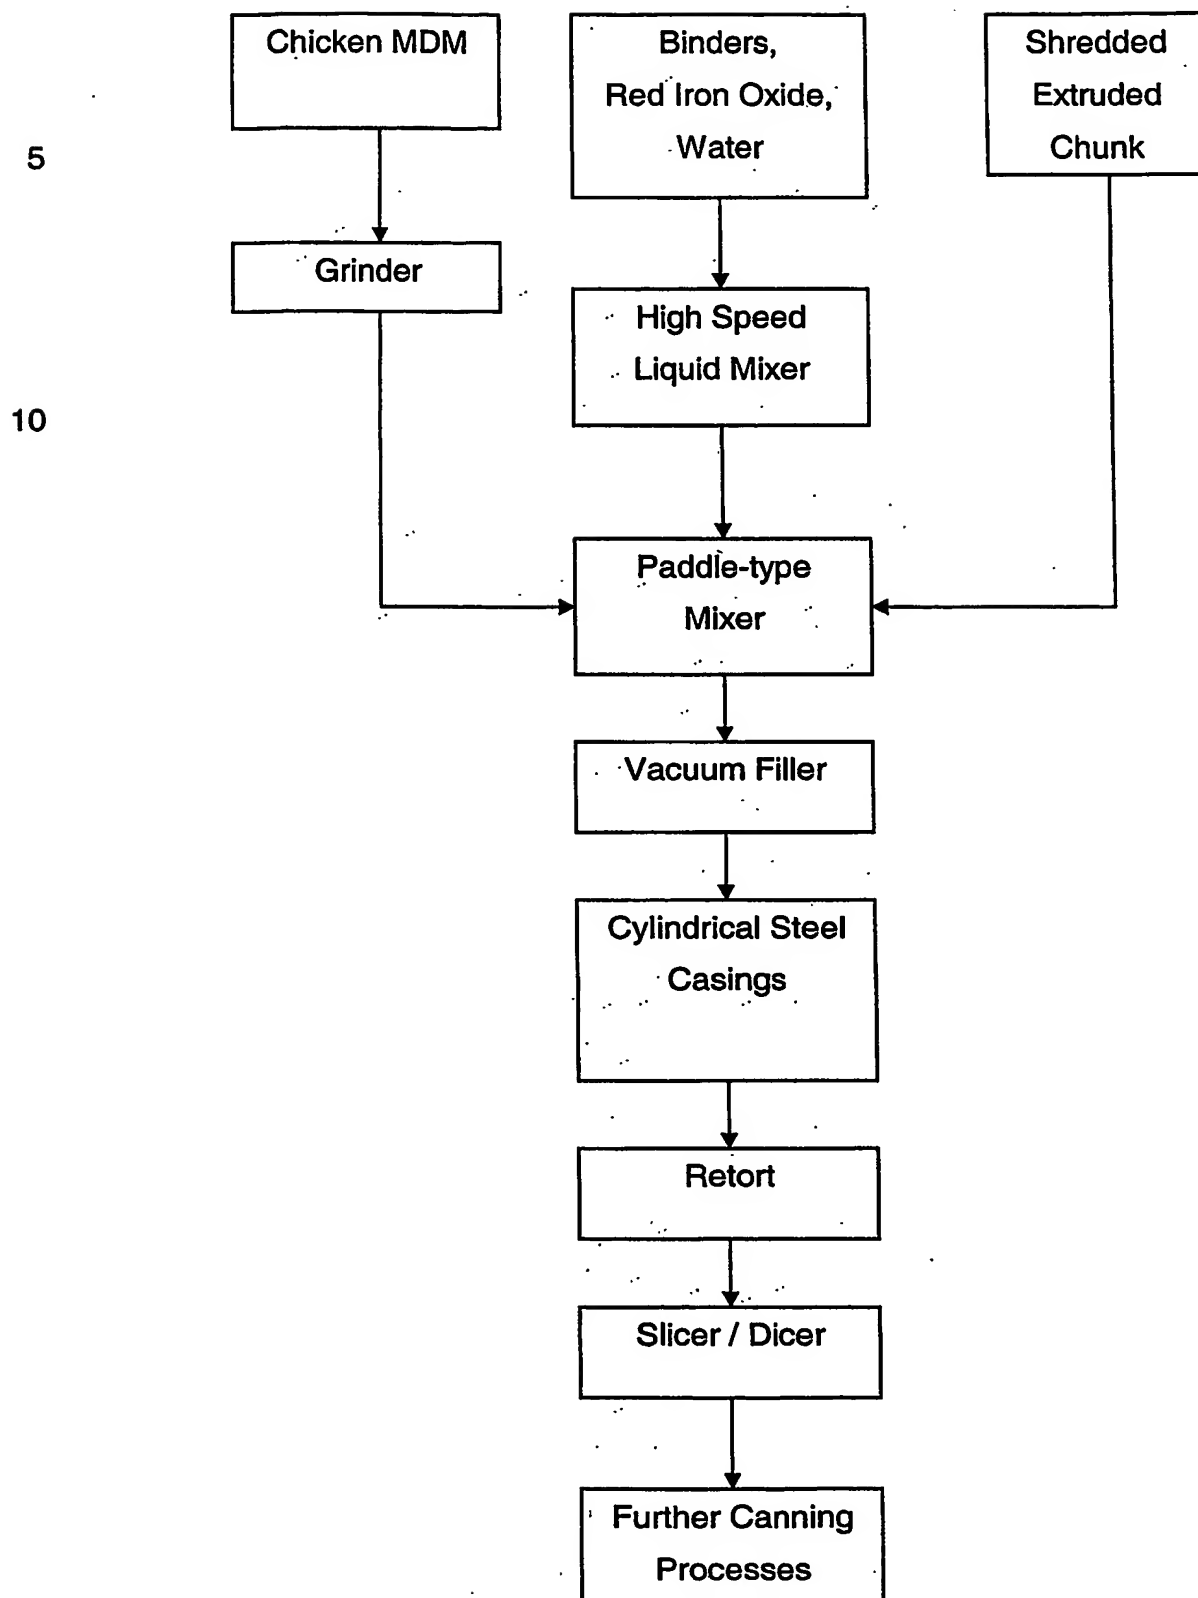 Chicken MDM
Binders,
Red Iron Oxide,
Water
Shredded
Extruded
Chunk
5
Grinder
High Speed
Liquid Mixer
10
Paddle-type
Mixer
Vacuum Filler
Cylindrical Steel
Casings
Retort
Slicer / Dicer
Further Canning
Processes